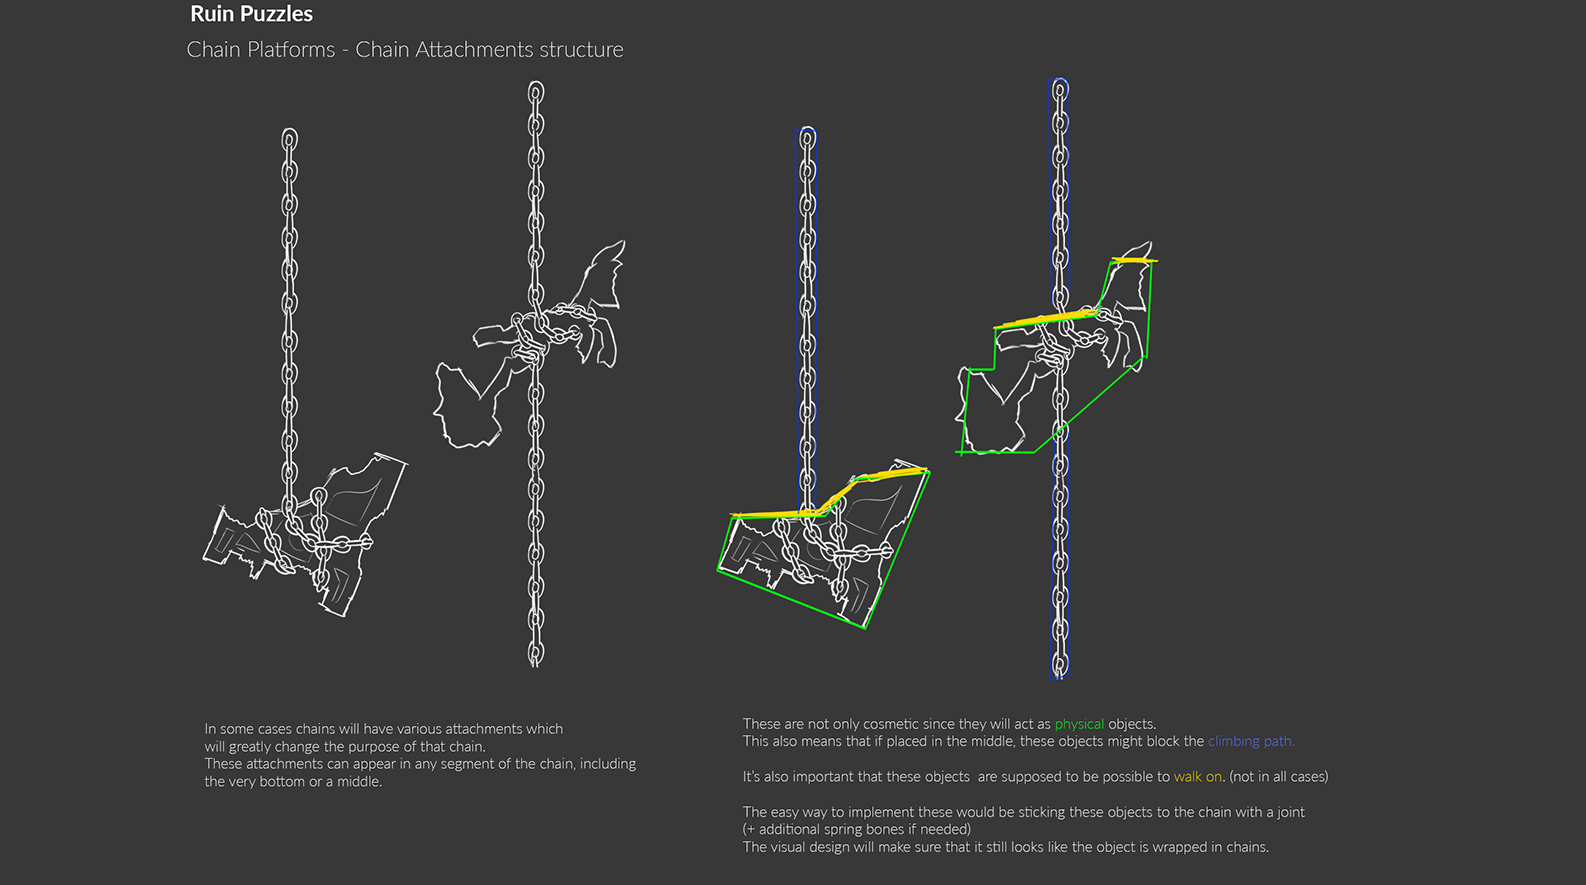 Ruin Puzzles
Chain Platforms - Chain Attachments structure
In some cases chains will have various attachments which
will greatly change the purpose of that chain.
These attachments can appear in any segment of the chain, including
the very bottom or a middle.
These are not only cosmetic since they will act as physical objects.
This also means that if placed in the middle, these objects might block the climbing path.
It's also important that these objects  are supposed to be possible to walk on. (not in all cases)
The easy way to implement these would be sticking these objects to the chain with a joint
(+ additional spring bones if needed)
The visual design will make sure that it still looks like the object is wrapped in chains.